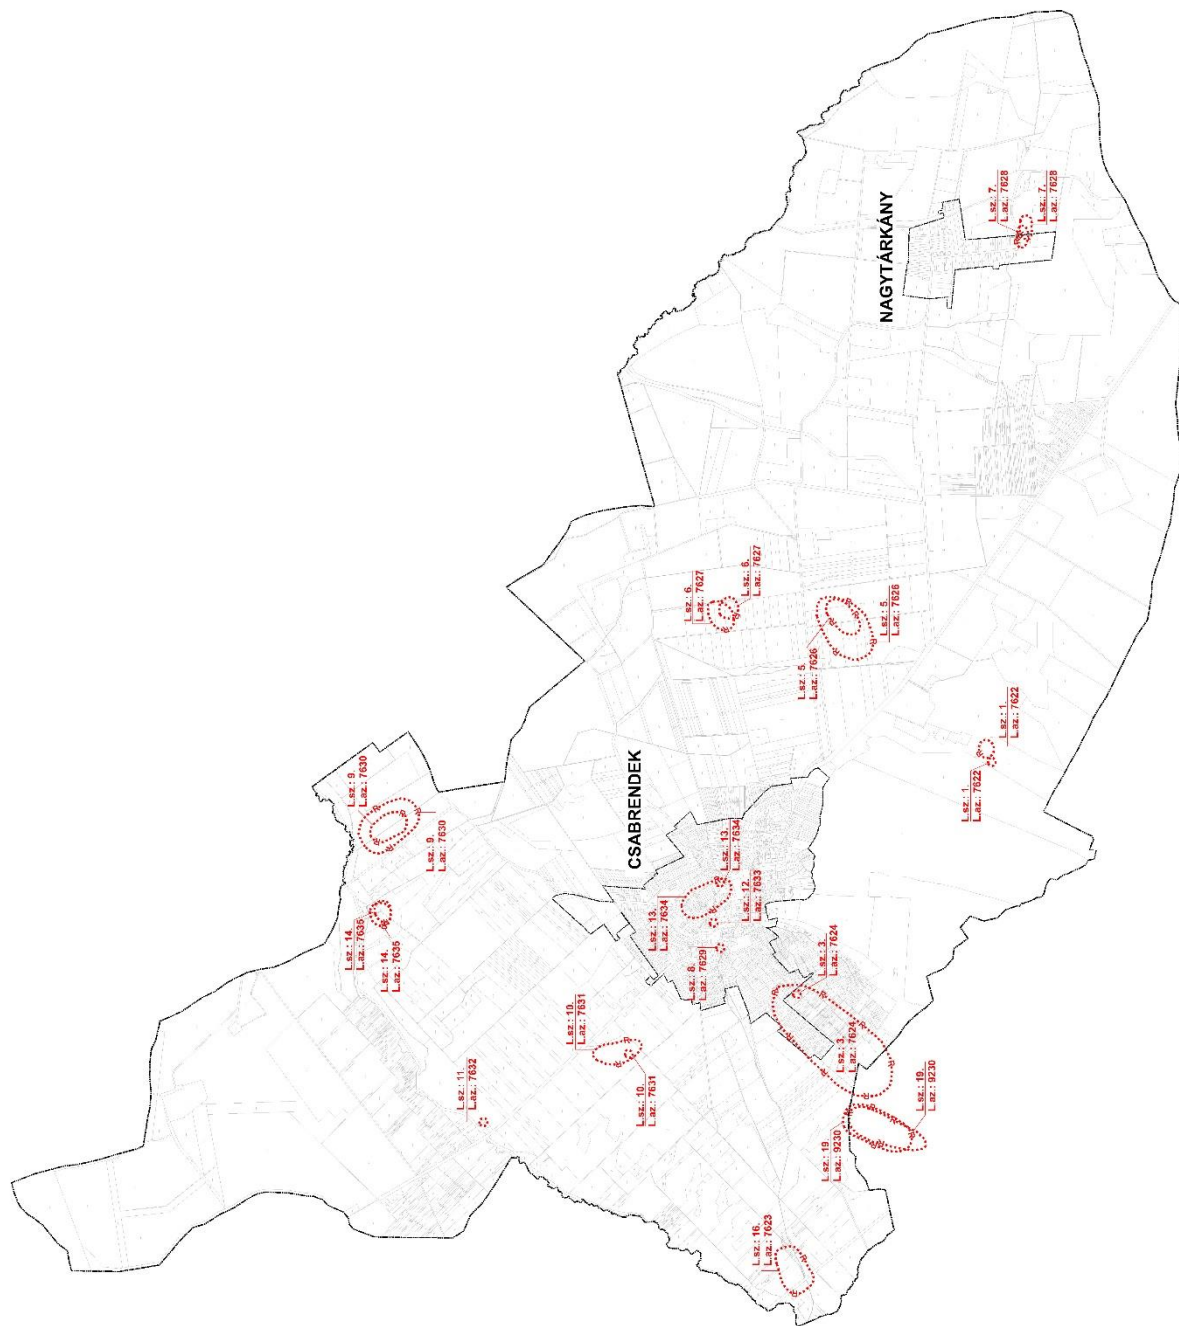 NAGYTÁRKÁNY
L.sz.: 7.
L.az.: 7628
L.sz.: 7.
L.az.: 7628
L.sz.: 6.
L.az.: 7627
L.sz.: 6.
L.az.: 7627
L.sz.: 5.
L.az.: 7626
L.sz.: 5.
L.az.: 7626
L.sz.: 1.
L.az.: 7622
L.sz.: 1.
L.az.: 7622
CSABRENDEK
L.sz.: 9.
L.az.: 7630
L.sz.: 9.
L.az.: 7630
L.sz.: 14.
L.az.: 7635
L.sz.: 14.
L.az.: 7635
L.sz.: 13.
L.az.: 7634
L.sz.: 13.
L.az.: 7634
L.sz.: 12.
L.az.: 7633
L.sz.: 8.
L.az.: 7629
L.sz.: 3.
L.az.: 7624
L.sz.: 3.
L.az.: 7624
L.sz.: 10.
L.az.: 7631
L.sz.: 10.
L.az.: 7631
L.sz.: 11.
L.az.: 7632
L.sz.: 19.
L.az.: 9230
L.sz.: 19.
L.az.: 9230
L.sz.: 16.
L.az.: 7623